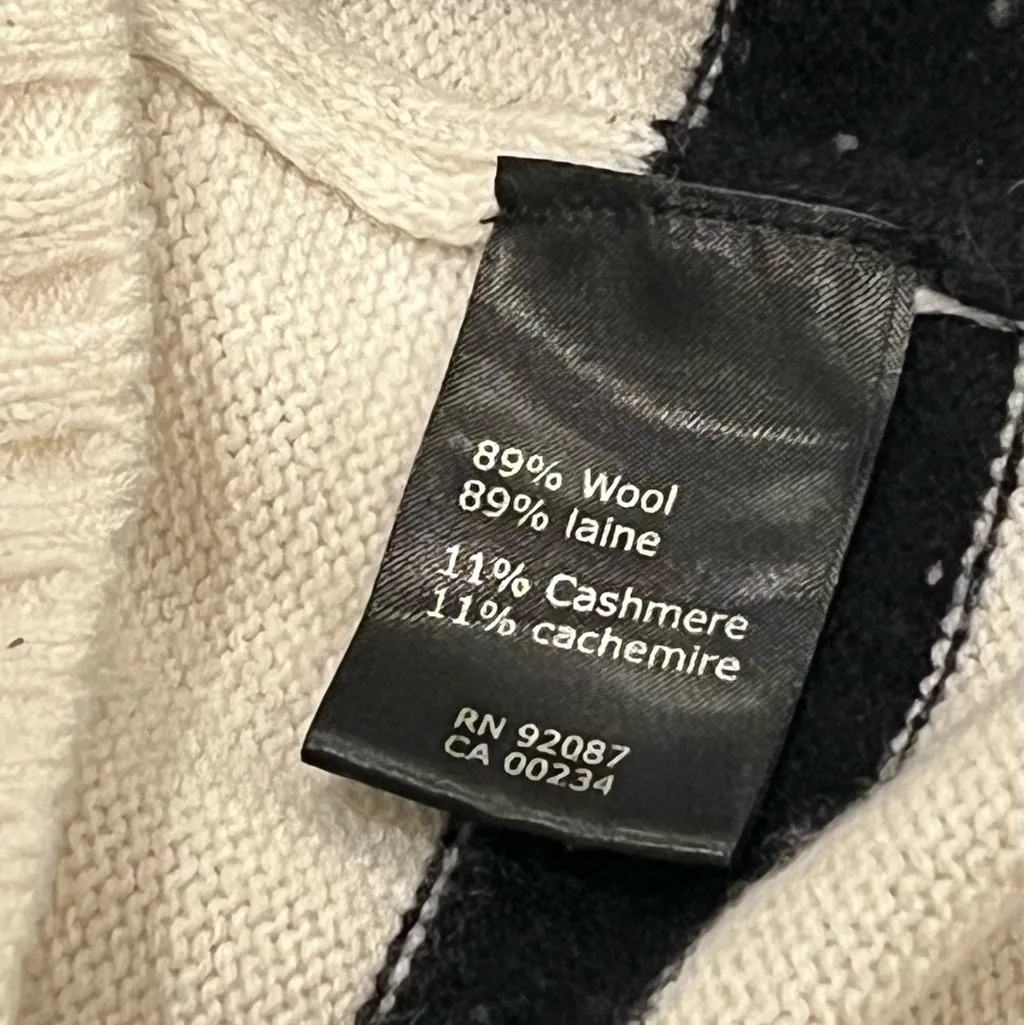 89% Wool
89% laine
11% Cashmere
11% cachemire
RN 92087
CA 00234